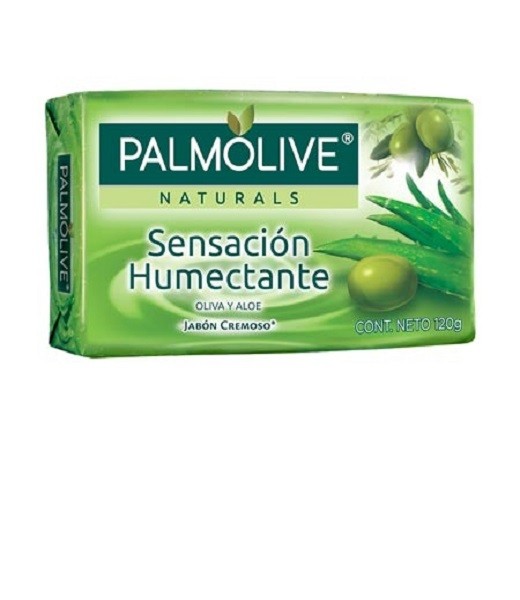 PALMOLIVE®
NATURALS
Sensación
Humectante
OLIVA Y ALOE
JABÓN CREMOSO*
CONT. NETO 120g
PALMOLIVE